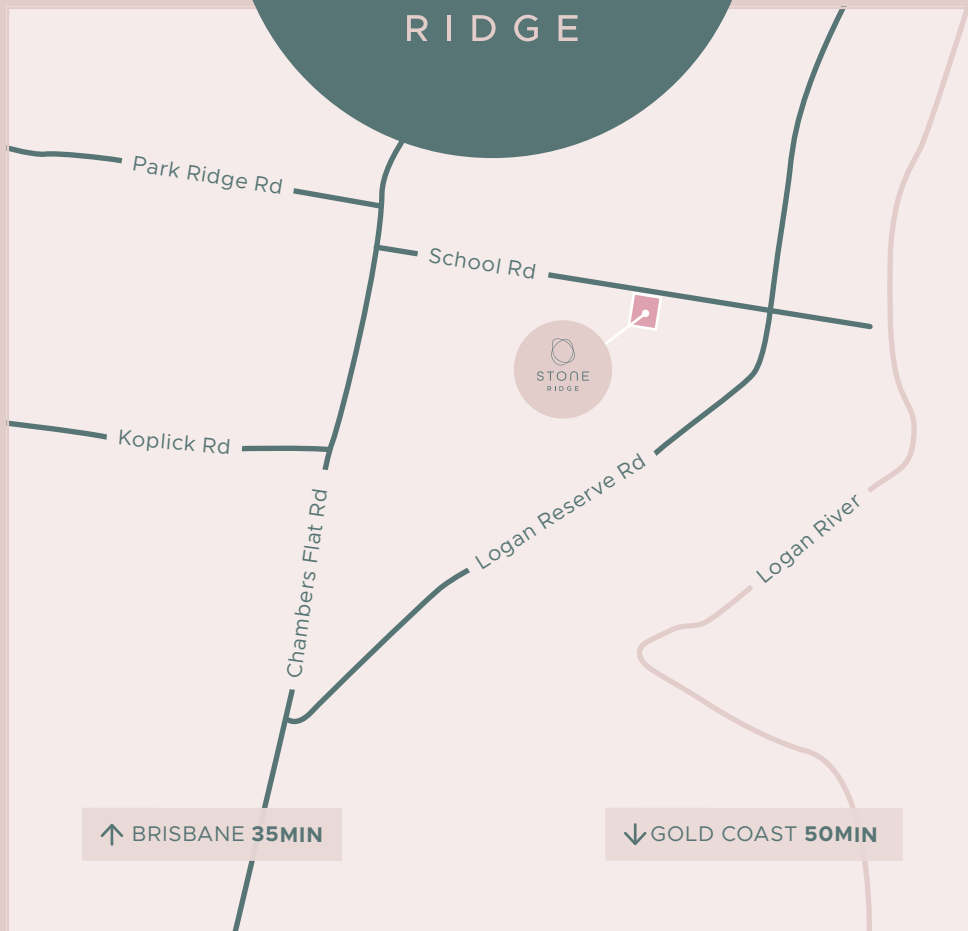 RIDGE
Park Ridge Rd
School Rd
STONE
RIDGE
Koplick Rd
Logan Reserve Rd
Chambers Flat Rd
Logan River
BRISBANE 35MIN
GOLD COAST 50MIN